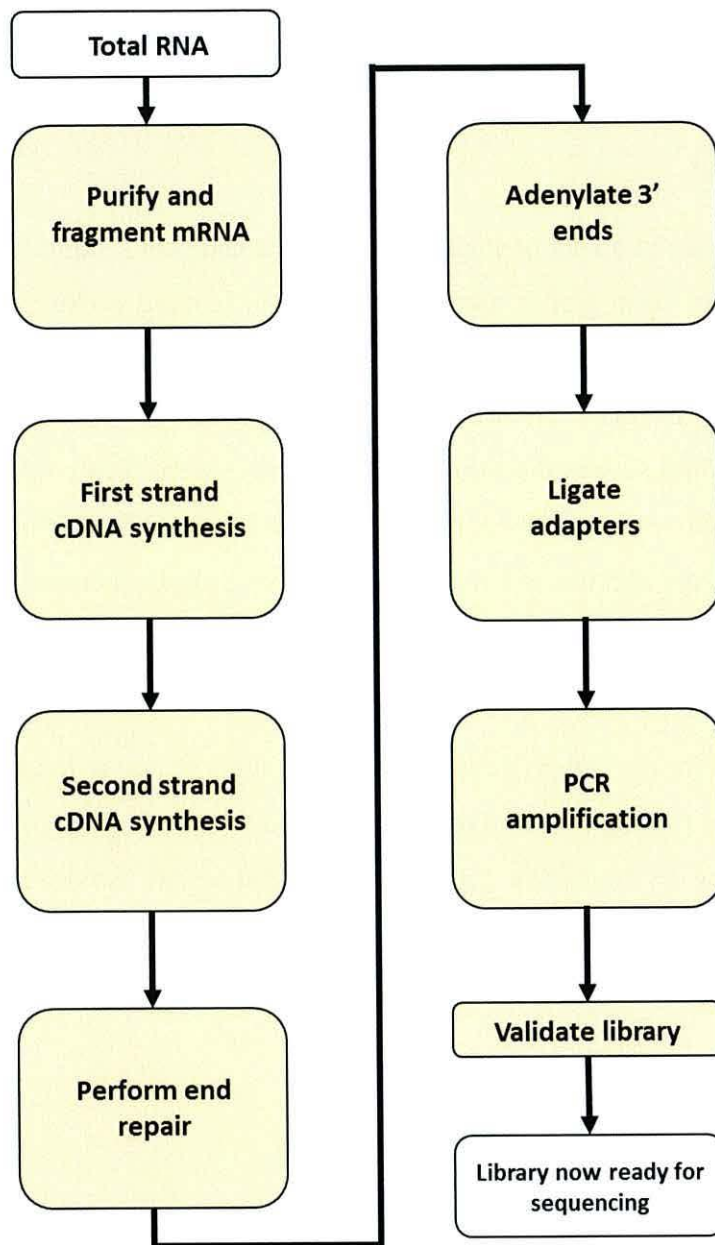 Total RNA
Purify and
fragment mRNA
First strand
cDNA synthesis
Second strand
cDNA synthesis
Perform end
repair
Adenylate 3’
ends
Ligate
adapters
PCR
amplification
Validate library
Library now ready for
sequencing